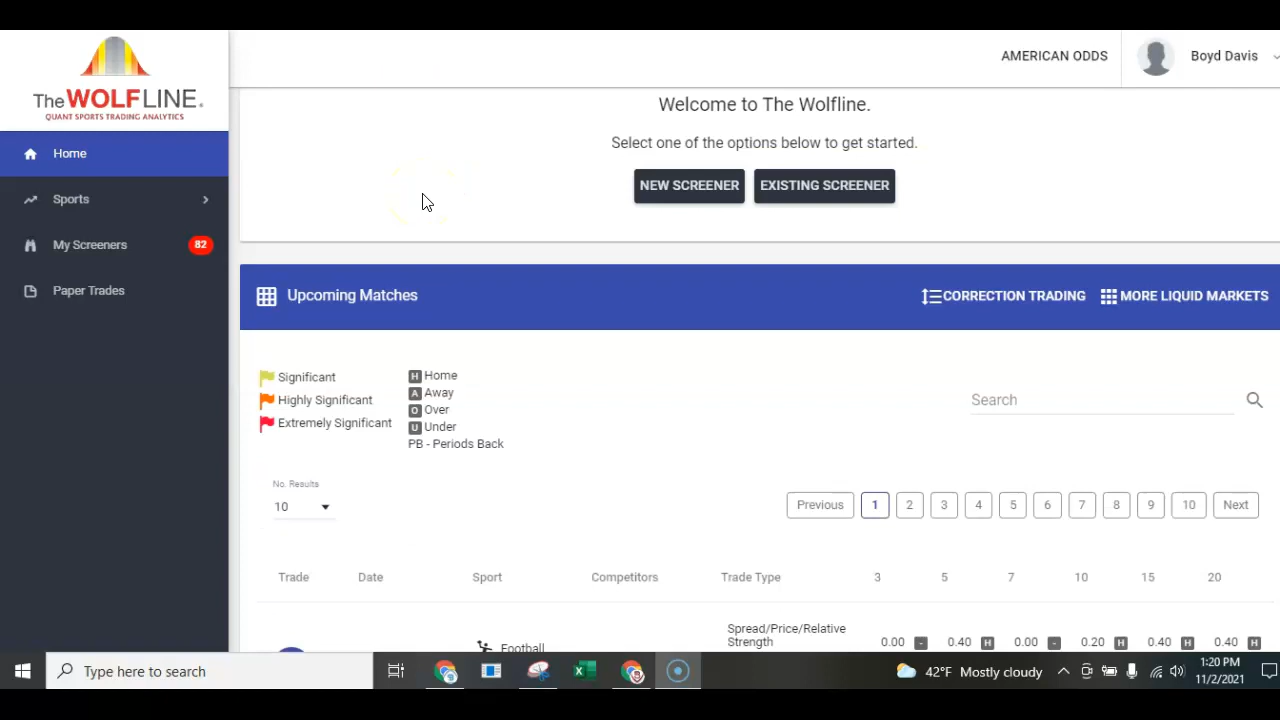 The WOLFLINE®
QUANT SPORTS TRADING ANALYTICS
Home
Sports
My Screeners 82
Paper Trades
AMERICAN ODDS
Boyd Davis
Welcome to The Wolfline.
Select one of the options below to get started.
NEW SCREENER EXISTING SCREENER
Upcoming Matches
CORRECTION TRADING MORE LIQUID MARKETS
Significant
Highly Significant
Extremely Significant
H Home
A Away
O Over
U Under
PB - Periods Back
Search
No. Results
10
Previous 1 2 3 4 5 6 7 8 9 10 Next
Trade Date Sport Competitors Trade Type 3 5 7 10 15 20
Football
Spread/Price/Relative
Strength
0.00 - 0.40 H 0.00 - 0.20 H 0.40 H 0.40 H
Type here to search
42°F Mostly cloudy
1:20 PM
11/2/2021